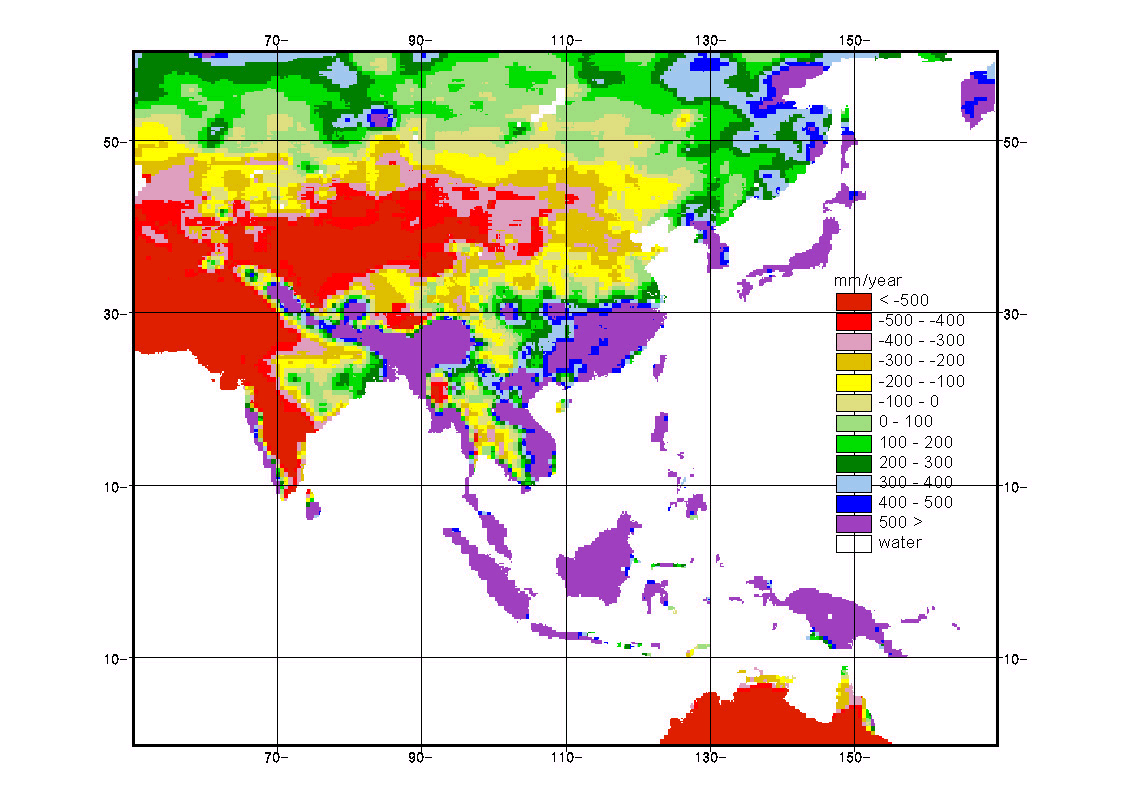 70- 90- 110- 130- 150-
50- 50-
mm/year
< -500
30- -500 - -400 30-
-400 - -300
-300 - -200
-200 - -100
-100 - 0
0 - 100
100 - 200
200 - 300
10- 300 - 400 10-
400 - 500
500 >
water
10- 10-
70- 90- 110- 130- 150-